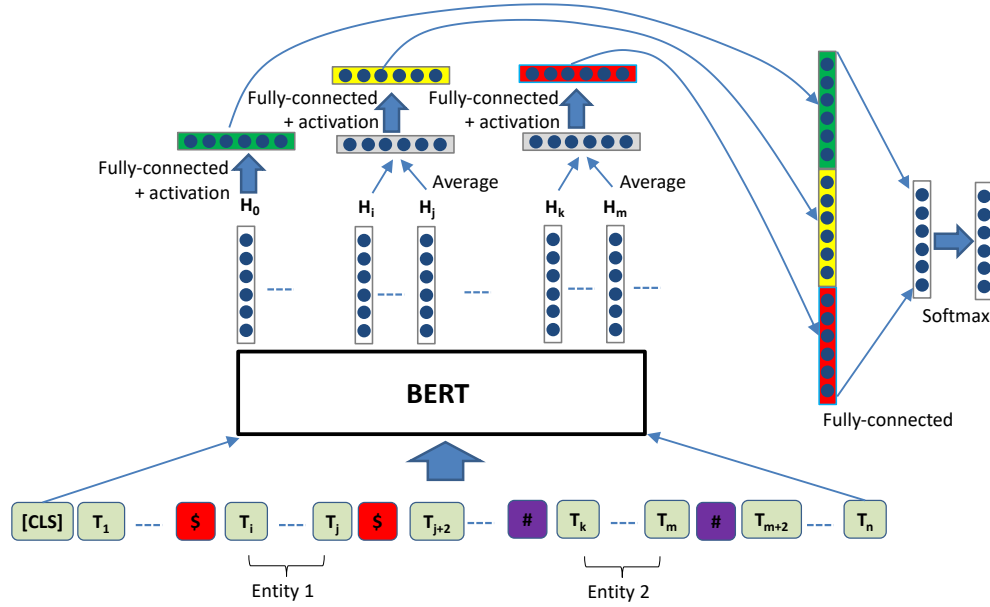 Fully-connected
+ activation
Fully-connected
+ activation
Fully-connected
+ activation
Average
Average
H0
Hi
Hj
Hk
Hm
Softmax
BERT
Fully-connected
[CLS] T1 $ Ti Tj $ Tj+2 # Tk Tm # Tm+2 Tn
Entity 1
Entity 2